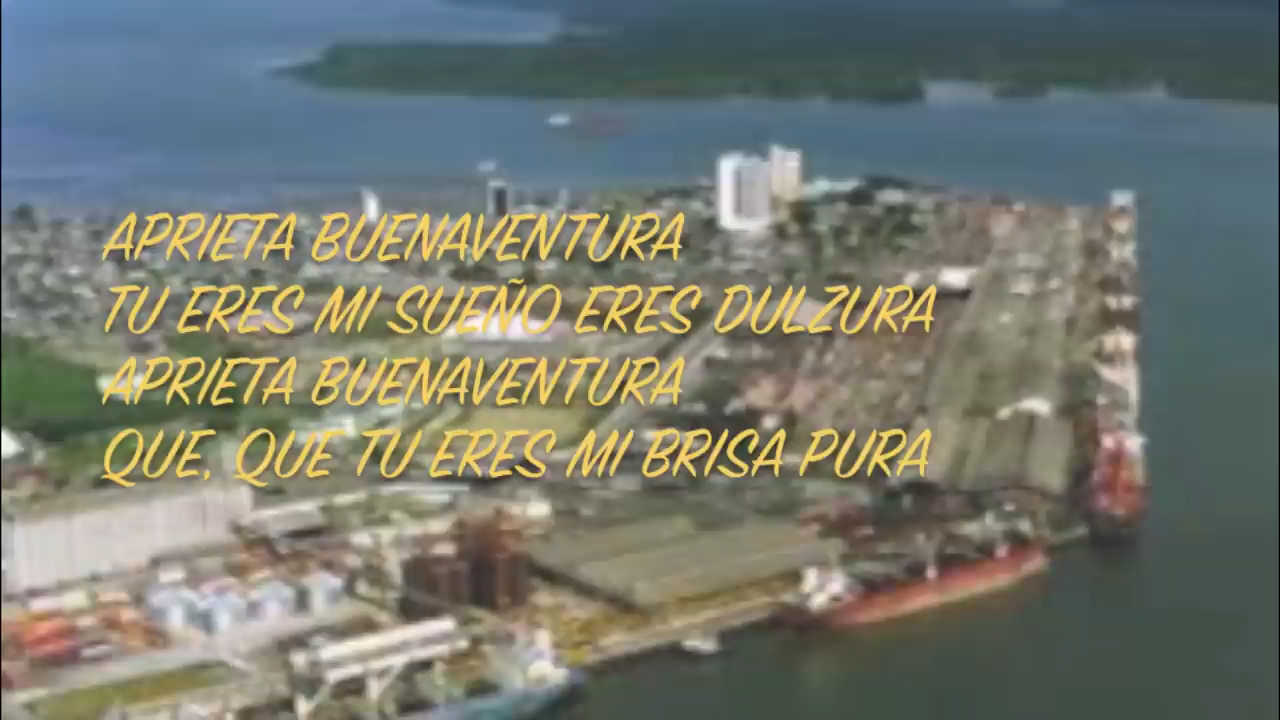 APRIETA BUENAVENTURA
TU ERES MI SUEÑO ERES DULZURA
APRIETA BUENAVENTURA
QUE, QUE TU ERES MI BRISA PURA